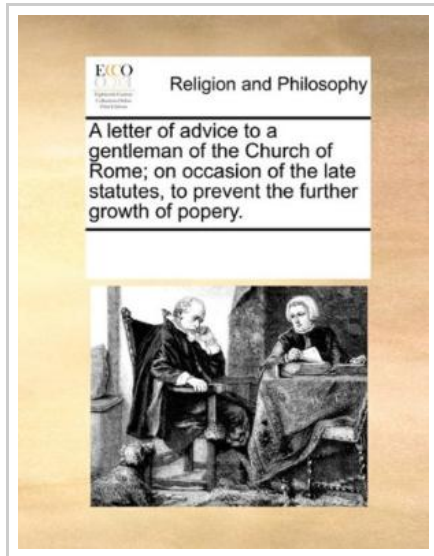 ECCO
Religion and Philosophy
A letter of advice to a
gentleman of the Church of
Rome; on occasion of the late
statutes, to prevent the further
growth of popery.